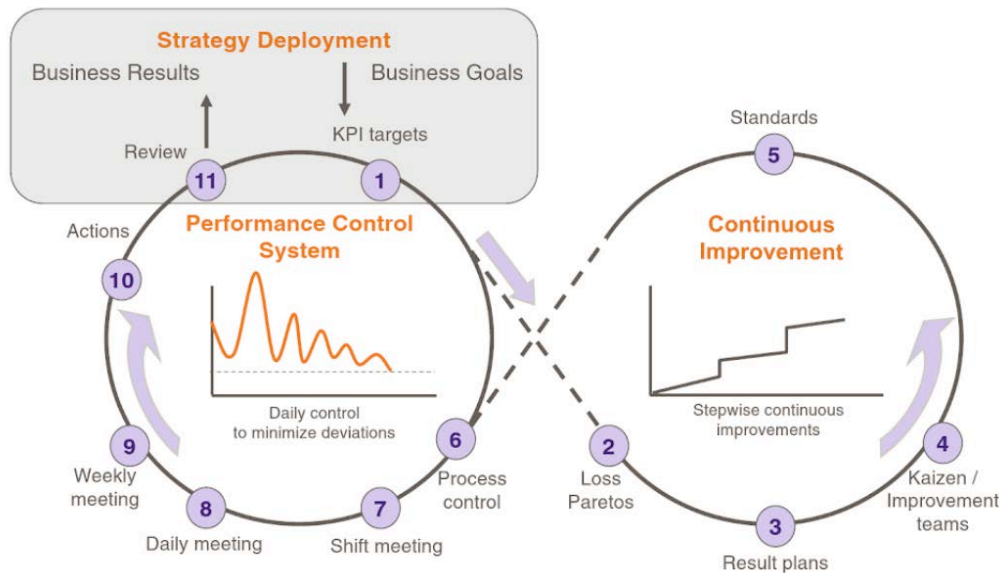 Strategy Deployment
Business Results
Business Goals
KPI targets
Review
11
1
Standards
5
Actions
10
Performance Control
System
Continuous
Improvement
Daily control
to minimize deviations
Stepwise continuous
improvements
9
Weekly
meeting
6
Process
control
2
Loss
Paretos
4
Kaizen /
Improvement
teams
8
Daily meeting
7
Shift meeting
3
Result plans